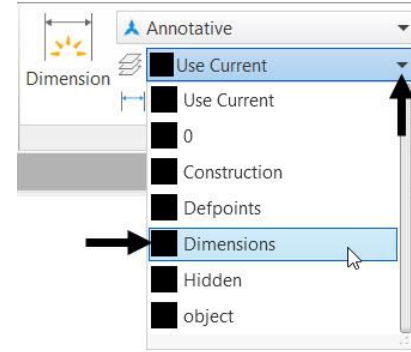 Annotative
Dimension
Use Current
Use Current
0
Construction
Defpoints
Dimensions
Hidden
object